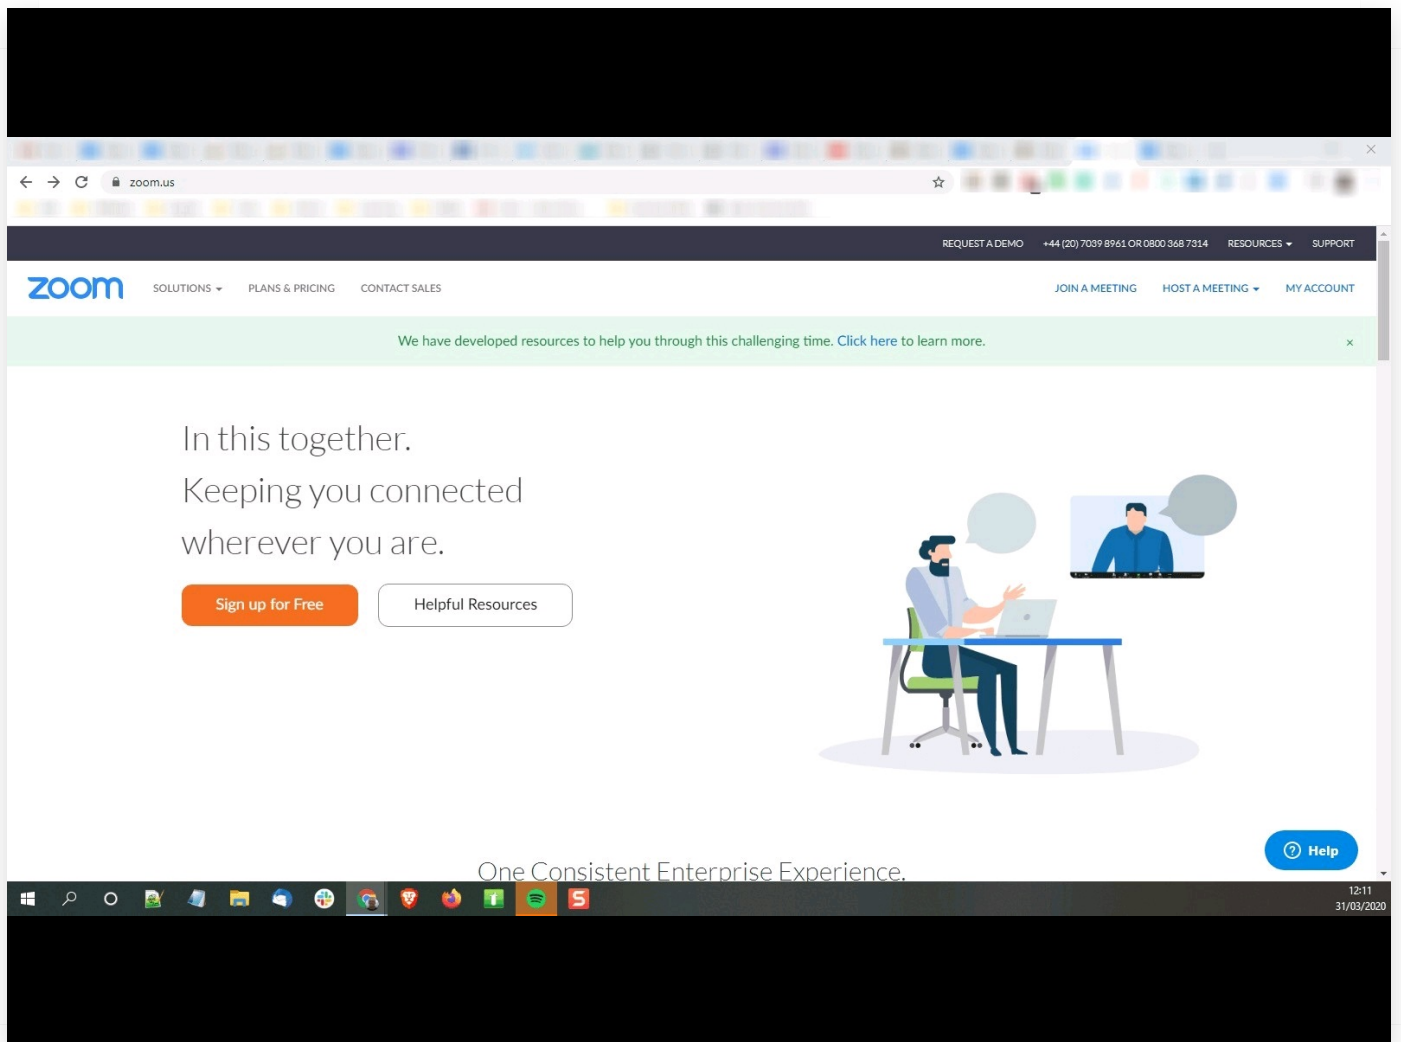 zoom.us
REQUEST A DEMO +44 (20) 7039 8961 OR 0800 368 7314 RESOURCES SUPPORT
zoom SOLUTIONS PLANS & PRICING CONTACT SALES JOIN A MEETING HOST A MEETING MY ACCOUNT
We have developed resources to help you through this challenging time. Click here to learn more. ×
In this together.
Keeping you connected
wherever you are.
Sign up for Free Helpful Resources
One Consistent Enterprise Experience.
Help
12:11
31/03/2020